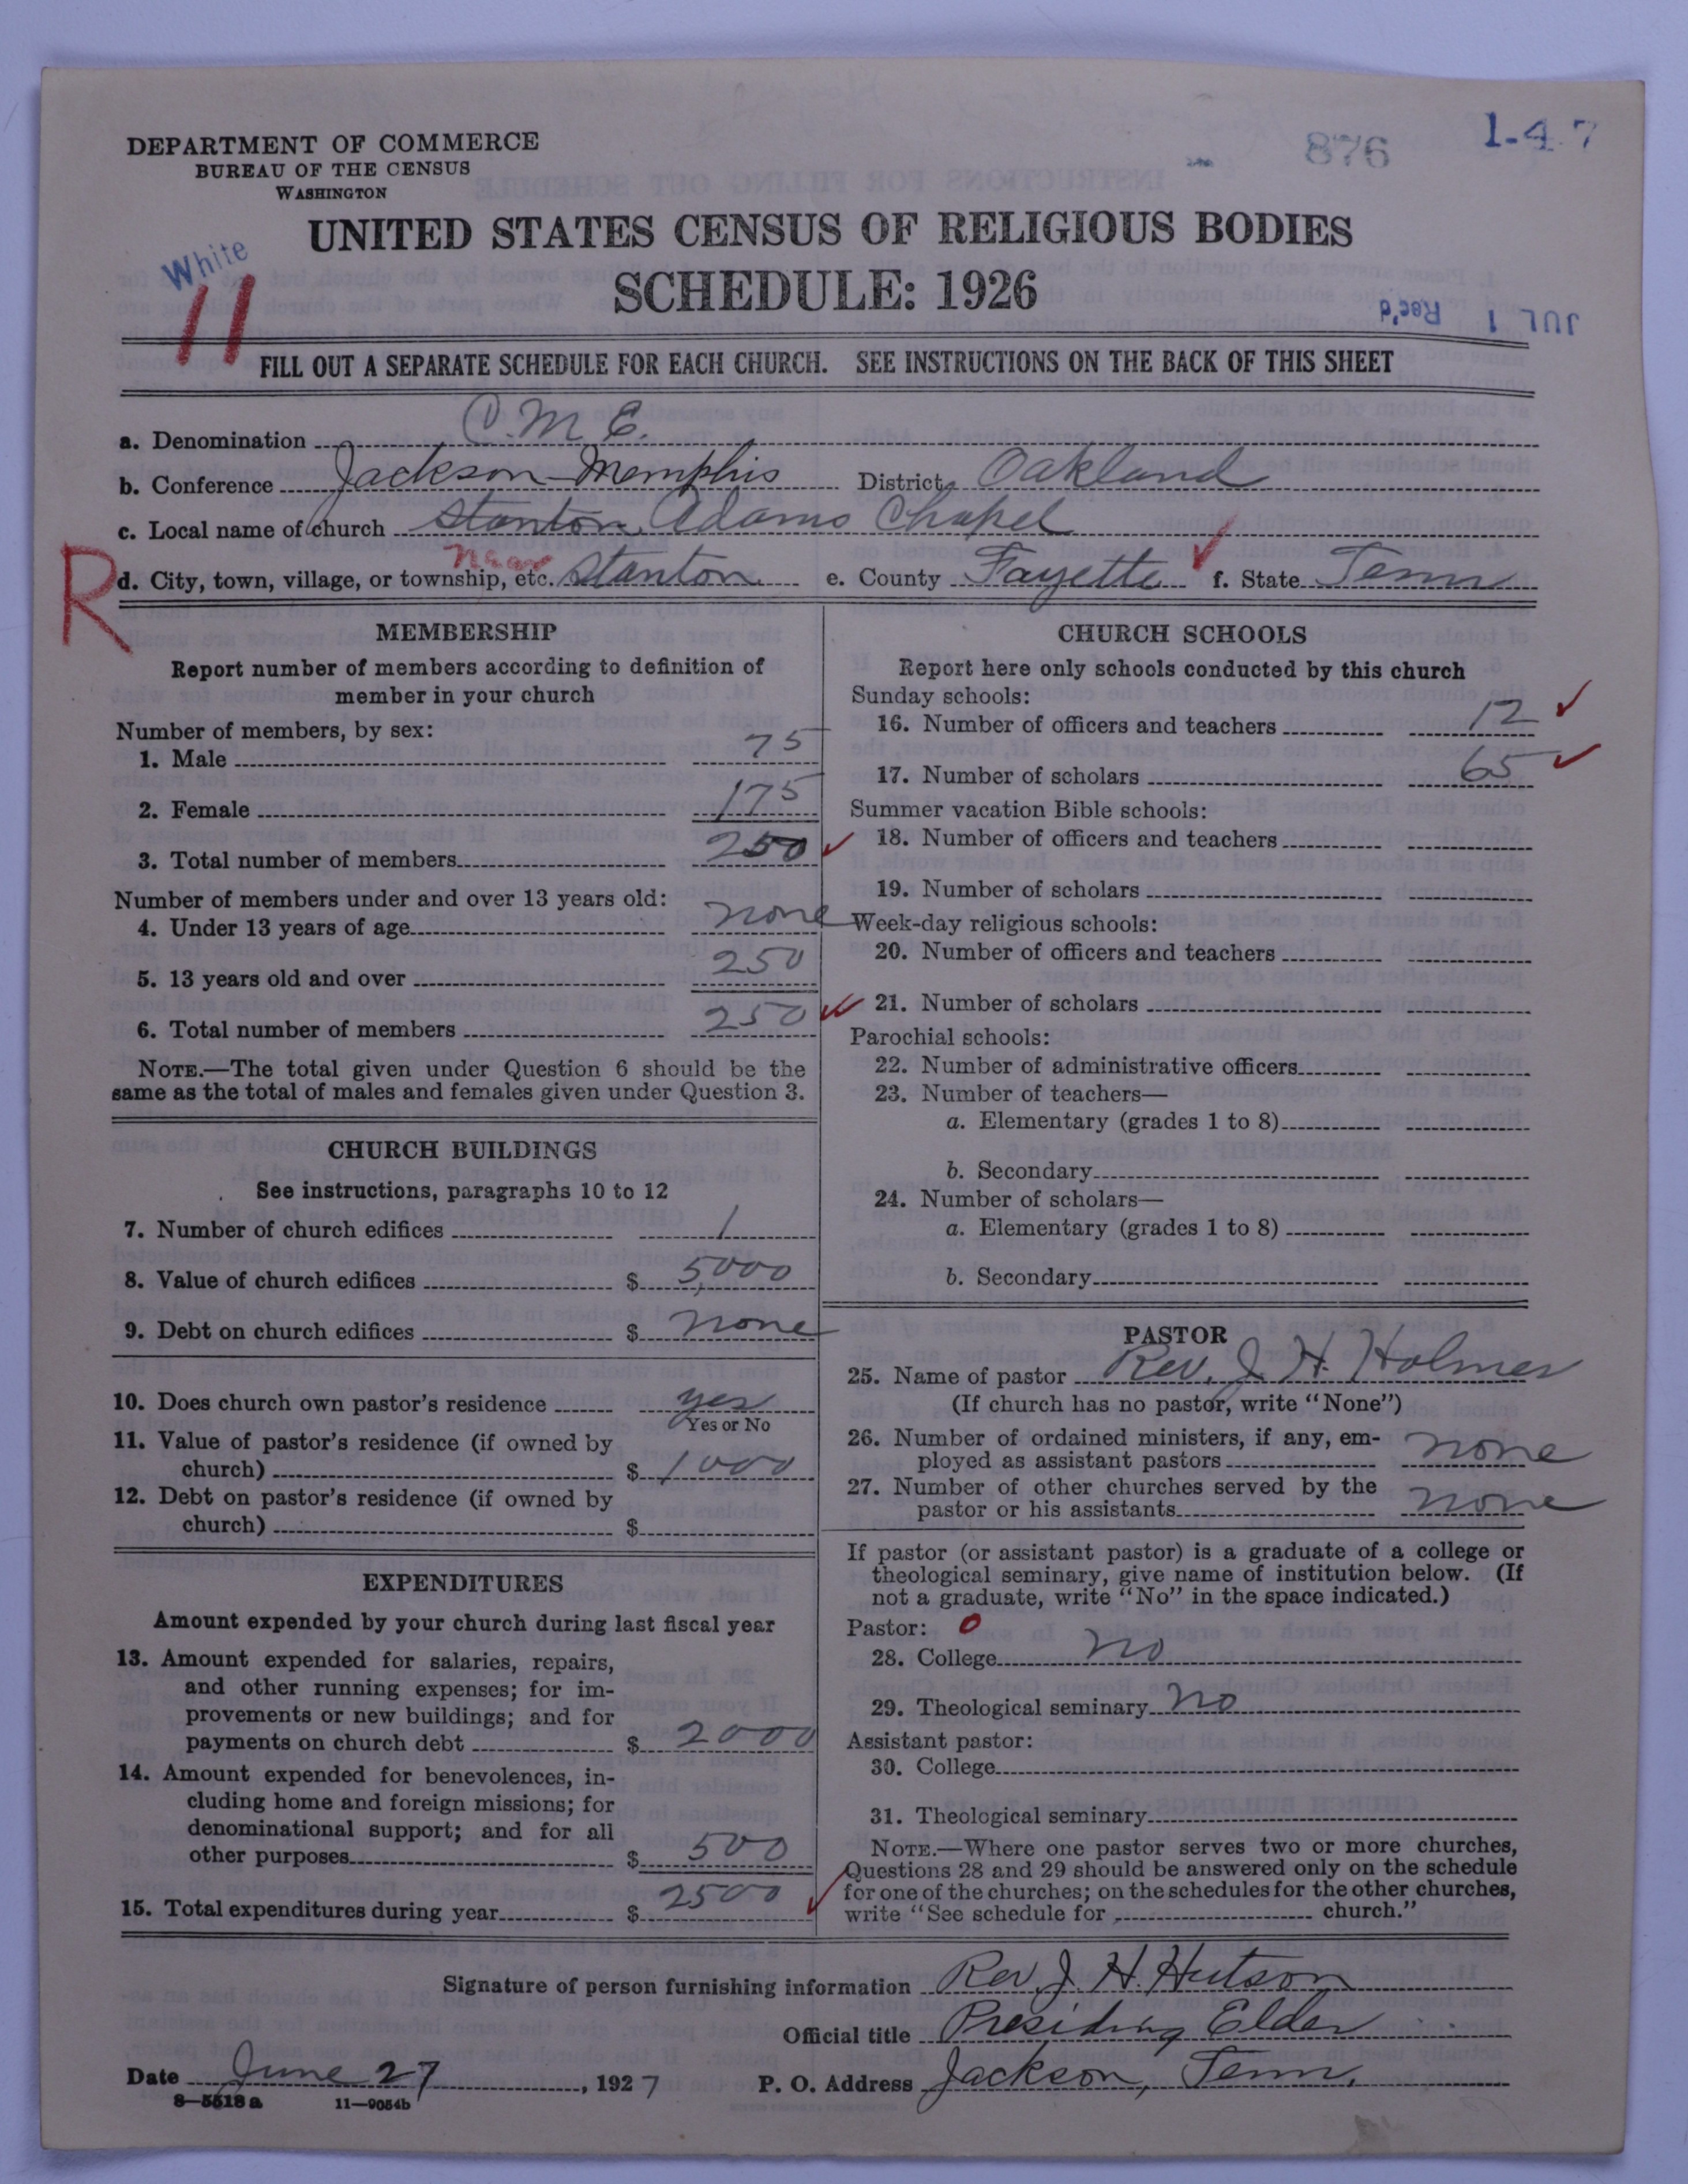 DEPARTMENT OF COMMERCE
BUREAU OF THE CENSUS
WASHINGTON
876
1-47
UNITED STATES CENSUS OF RELIGIOUS BODIES
SCHEDULE: 1926
White
11
JUL 1 Rec'd
FILL OUT A SEPARATE SCHEDULE FOR EACH CHURCH. SEE INSTRUCTIONS ON THE BACK OF THIS SHEET
a. Denomination C.M.E.
b. Conference Jackson-Memphis District Oakland
c. Local name of church Stanton Adams Chapel
R
d. City, town, village, or township, etc. near Stanton e. County Fayette f. State Tenn
MEMBERSHIP
Report number of members according to definition of
member in your church
Number of members, by sex:
1. Male 75
2. Female 175
3. Total number of members 250
Number of members under and over 13 years old:
4. Under 13 years of age none
5. 13 years old and over 250
6. Total number of members 250
NOTE.—The total given under Question 6 should be the
same as the total of males and females given under Question 3.
CHURCH BUILDINGS
See instructions, paragraphs 10 to 12
7. Number of church edifices 1
8. Value of church edifices $ 5000
9. Debt on church edifices $ none
10. Does church own pastor's residence yes
Yes or No
11. Value of pastor's residence (if owned by
church) $ 1000
12. Debt on pastor's residence (if owned by
church) $
EXPENDITURES
Amount expended by your church during last fiscal year
13. Amount expended for salaries, repairs,
and other running expenses; for im-
provements or new buildings; and for
payments on church debt $ 2000
14. Amount expended for benevolences, in-
cluding home and foreign missions; for
denominational support; and for all
other purposes $ 500
15. Total expenditures during year $ 2500
CHURCH SCHOOLS
Report here only schools conducted by this church
Sunday schools:
16. Number of officers and teachers 12
17. Number of scholars 65
Summer vacation Bible schools:
18. Number of officers and teachers
19. Number of scholars
Week-day religious schools:
20. Number of officers and teachers
21. Number of scholars
Parochial schools:
22. Number of administrative officers
23. Number of teachers—
a. Elementary (grades 1 to 8)
b. Secondary
24. Number of scholars—
a. Elementary (grades 1 to 8)
b. Secondary
PASTOR
25. Name of pastor Rev. J. H. Holmes
(If church has no pastor, write "None")
26. Number of ordained ministers, if any, em-
ployed as assistant pastors none
27. Number of other churches served by the
pastor or his assistants none
If pastor (or assistant pastor) is a graduate of a college or
theological seminary, give name of institution below. (If
not a graduate, write "No" in the space indicated.)
Pastor: 0
28. College no
29. Theological seminary no
Assistant pastor:
30. College
31. Theological seminary
NOTE.—Where one pastor serves two or more churches,
Questions 28 and 29 should be answered only on the schedule
for one of the churches; on the schedules for the other churches,
write "See schedule for church."
Signature of person furnishing information Rev. J. H. Hutson
Official title Presiding Elder
Date June 27, 1927 P. O. Address Jackson, Tenn.
8-5518a 11-9054b